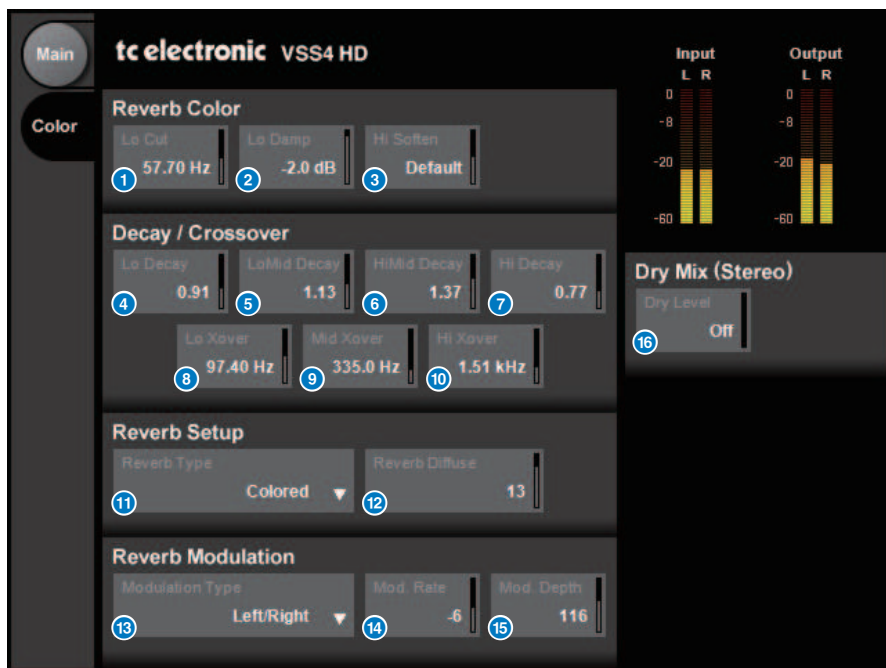 Main
Color
tc electronic VSS4 HD
Reverb Color
Lo Cut
57.70 Hz
1
Lo Damp
-2.0 dB
2
Hi Soften
Default
3
Decay / Crossover
Lo Decay
0.91
4
LoMid Decay
1.13
5
HiMid Decay
1.37
6
Hi Decay
0.77
7
Lo Xover
97.40 Hz
8
Mid Xover
335.0 Hz
9
Hi Xover
1.51 kHz
10
Reverb Setup
Reverb Type
Colored
11
Reverb Diffuse
13
12
Reverb Modulation
Modulation Type
Left/Right
13
Mod. Rate
-6
14
Mod. Depth
116
15
Input
L R
0
-8
-20
-60
Output
L R
0
-8
-20
-60
Dry Mix (Stereo)
Dry Level
Off
16